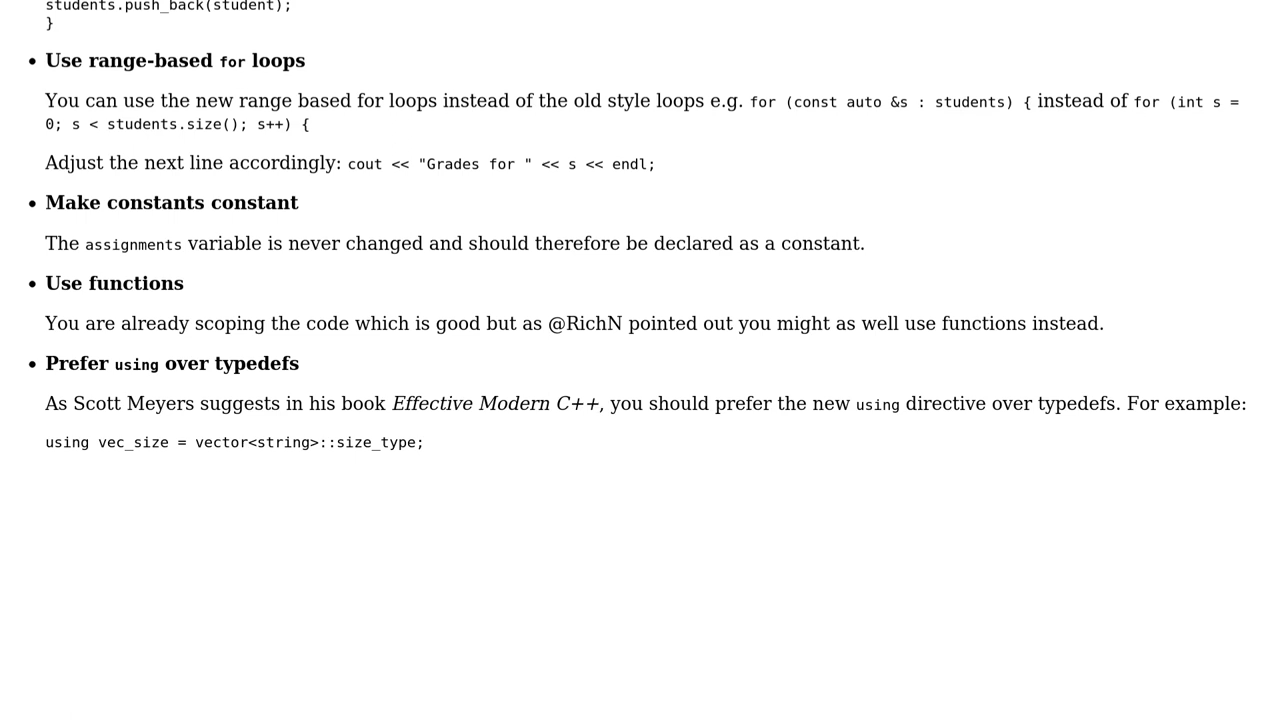 students.push_back(student);
}
• Use range-based for loops
You can use the new range based for loops instead of the old style loops e.g. for (const auto &s : students) { instead of for (int s =
0; s < students.size(); s++) {
Adjust the next line accordingly: cout << "Grades for " << s << endl;
• Make constants constant
The assignments variable is never changed and should therefore be declared as a constant.
• Use functions
You are already scoping the code which is good but as @RichN pointed out you might as well use functions instead.
• Prefer using over typedefs
As Scott Meyers suggests in his book Effective Modern C++, you should prefer the new using directive over typedefs. For example:
using vec_size = vector<string>::size_type;